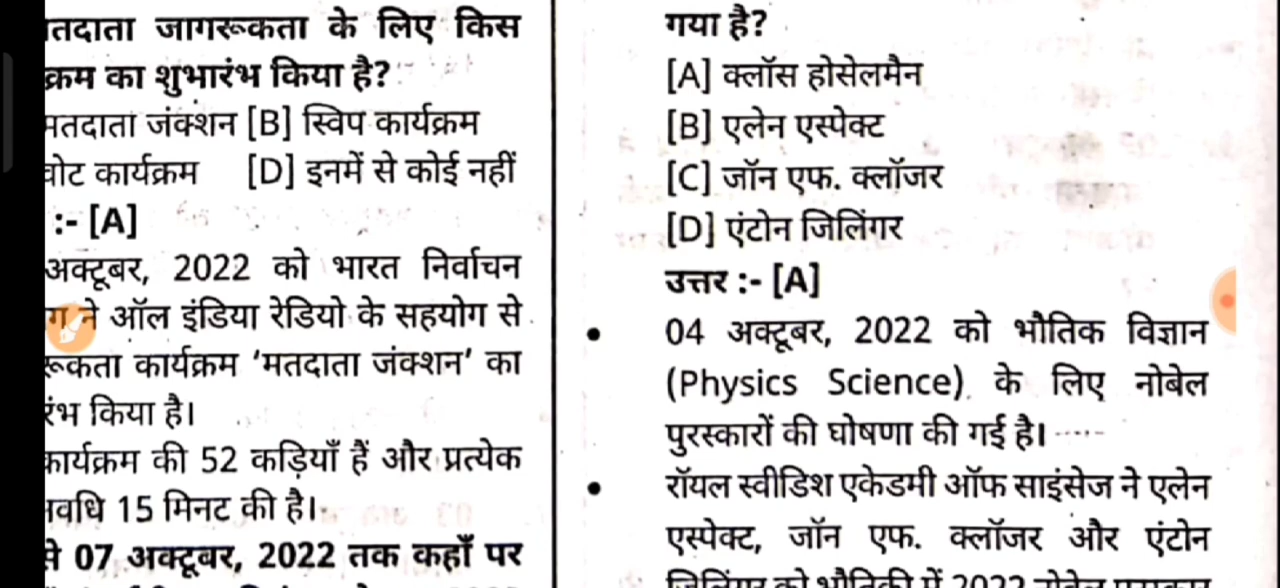 तदाता जागरूकता के लिए किस
क्रम का शुभारंभ किया है?
मतदाता जंक्शन [B] स्विप कार्यक्रम
वोट कार्यक्रम [D] इनमें से कोई नहीं
:- [A]
अक्टूबर, 2022 को भारत निर्वाचन
ग ने ऑल इंडिया रेडियो के सहयोग से
रूकता कार्यक्रम ‘मतदाता जंक्शन’ का
रंभ किया है।
कार्यक्रम की 52 कड़ियाँ हैं और प्रत्येक
वधि 15 मिनट की है।
से 07 अक्टूबर, 2022 तक कहाँ पर
गया है?
[A] क्लॉस होसेलमैन
[B] एलेन एस्पेक्ट
[C] जॉन एफ. क्लॉजर
[D] एंटोन जिलिंगर
उत्तर :- [A]
• 04 अक्टूबर, 2022 को भौतिक विज्ञान
(Physics Science) के लिए नोबेल
पुरस्कारों की घोषणा की गई है।
• रॉयल स्वीडिश एकेडमी ऑफ साइंसेज ने एलेन
एस्पेक्ट, जॉन एफ. क्लॉजर और एंटोन
जिलिंगर को भौतिकी में 2022